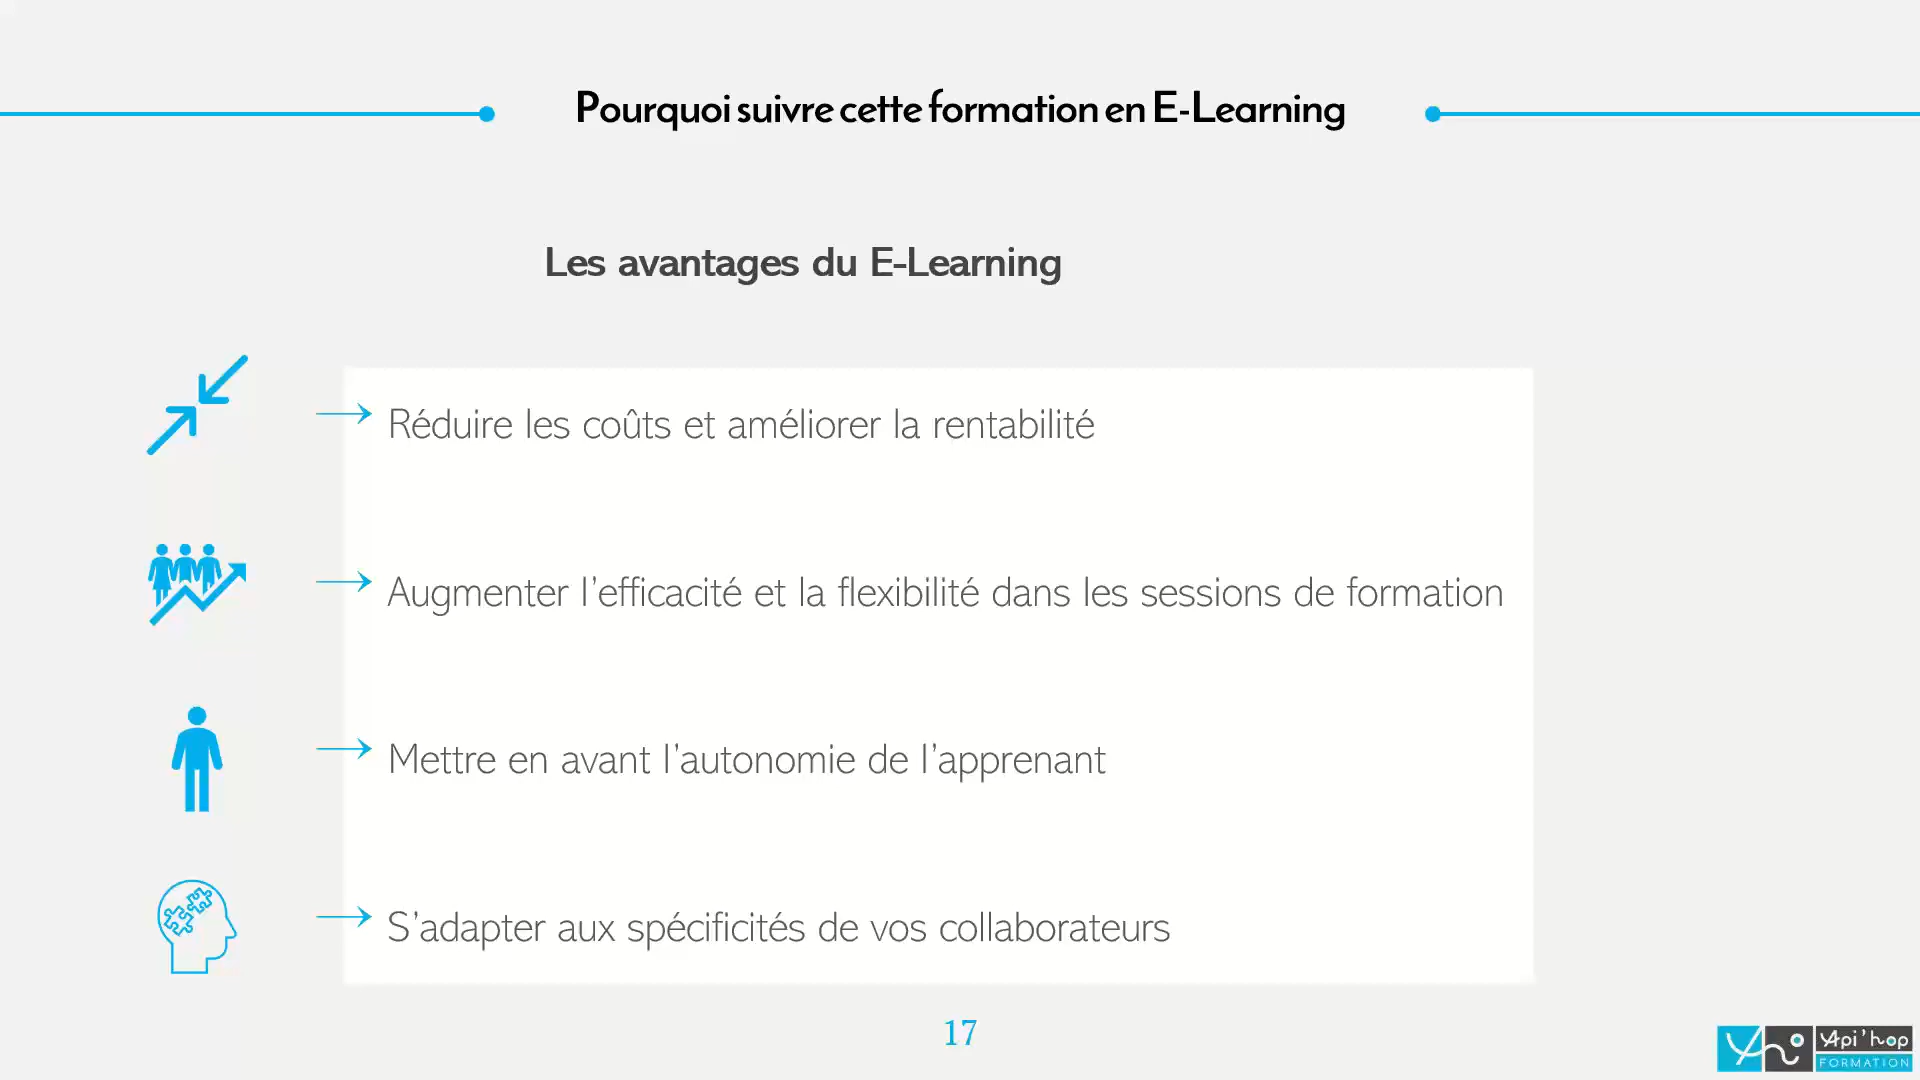 Pourquoi suivre cette formation en E-Learning
Les avantages du E-Learning
Réduire les coûts et améliorer la rentabilité
Augmenter l’efficacité et la flexibilité dans les sessions de formation
Mettre en avant l’autonomie de l’apprenant
S’adapter aux spécificités de vos collaborateurs
17
Api’hop
FORMATION